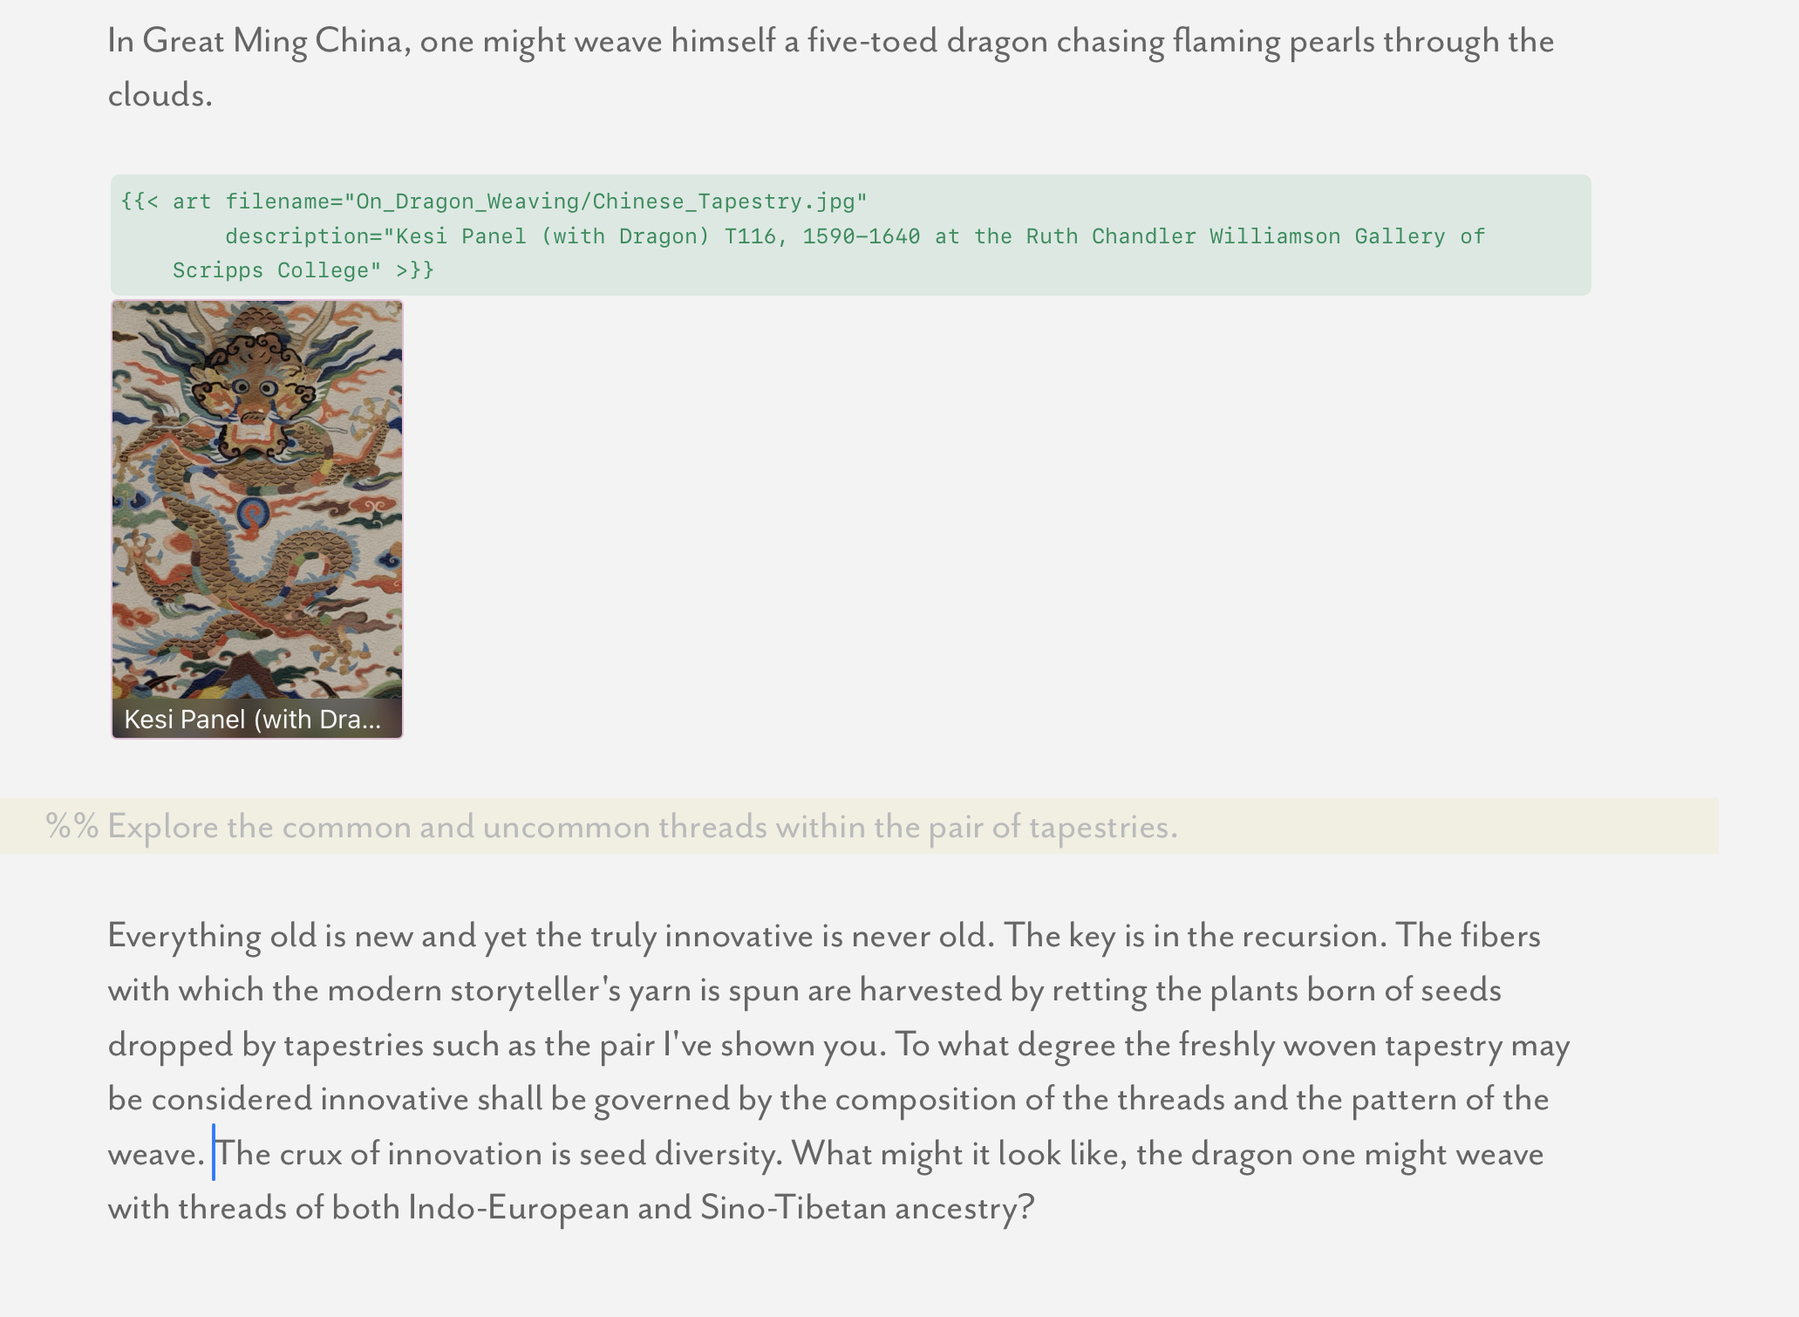 In Great Ming China, one might weave himself a five-toed dragon chasing flaming pearls through the
clouds.
{{< art filename="On_Dragon_Weaving/Chinese_Tapestry.jpg"
description="Kesi Panel (with Dragon) T116, 1590–1640 at the Ruth Chandler Williamson Gallery of
Scripps College" >}}
Kesi Panel (with Dra...
%% Explore the common and uncommon threads within the pair of tapestries.
Everything old is new and yet the truly innovative is never old. The key is in the recursion. The fibers
with which the modern storyteller's yarn is spun are harvested by retting the plants born of seeds
dropped by tapestries such as the pair I've shown you. To what degree the freshly woven tapestry may
be considered innovative shall be governed by the composition of the threads and the pattern of the
weave. The crux of innovation is seed diversity. What might it look like, the dragon one might weave
with threads of both Indo-European and Sino-Tibetan ancestry?